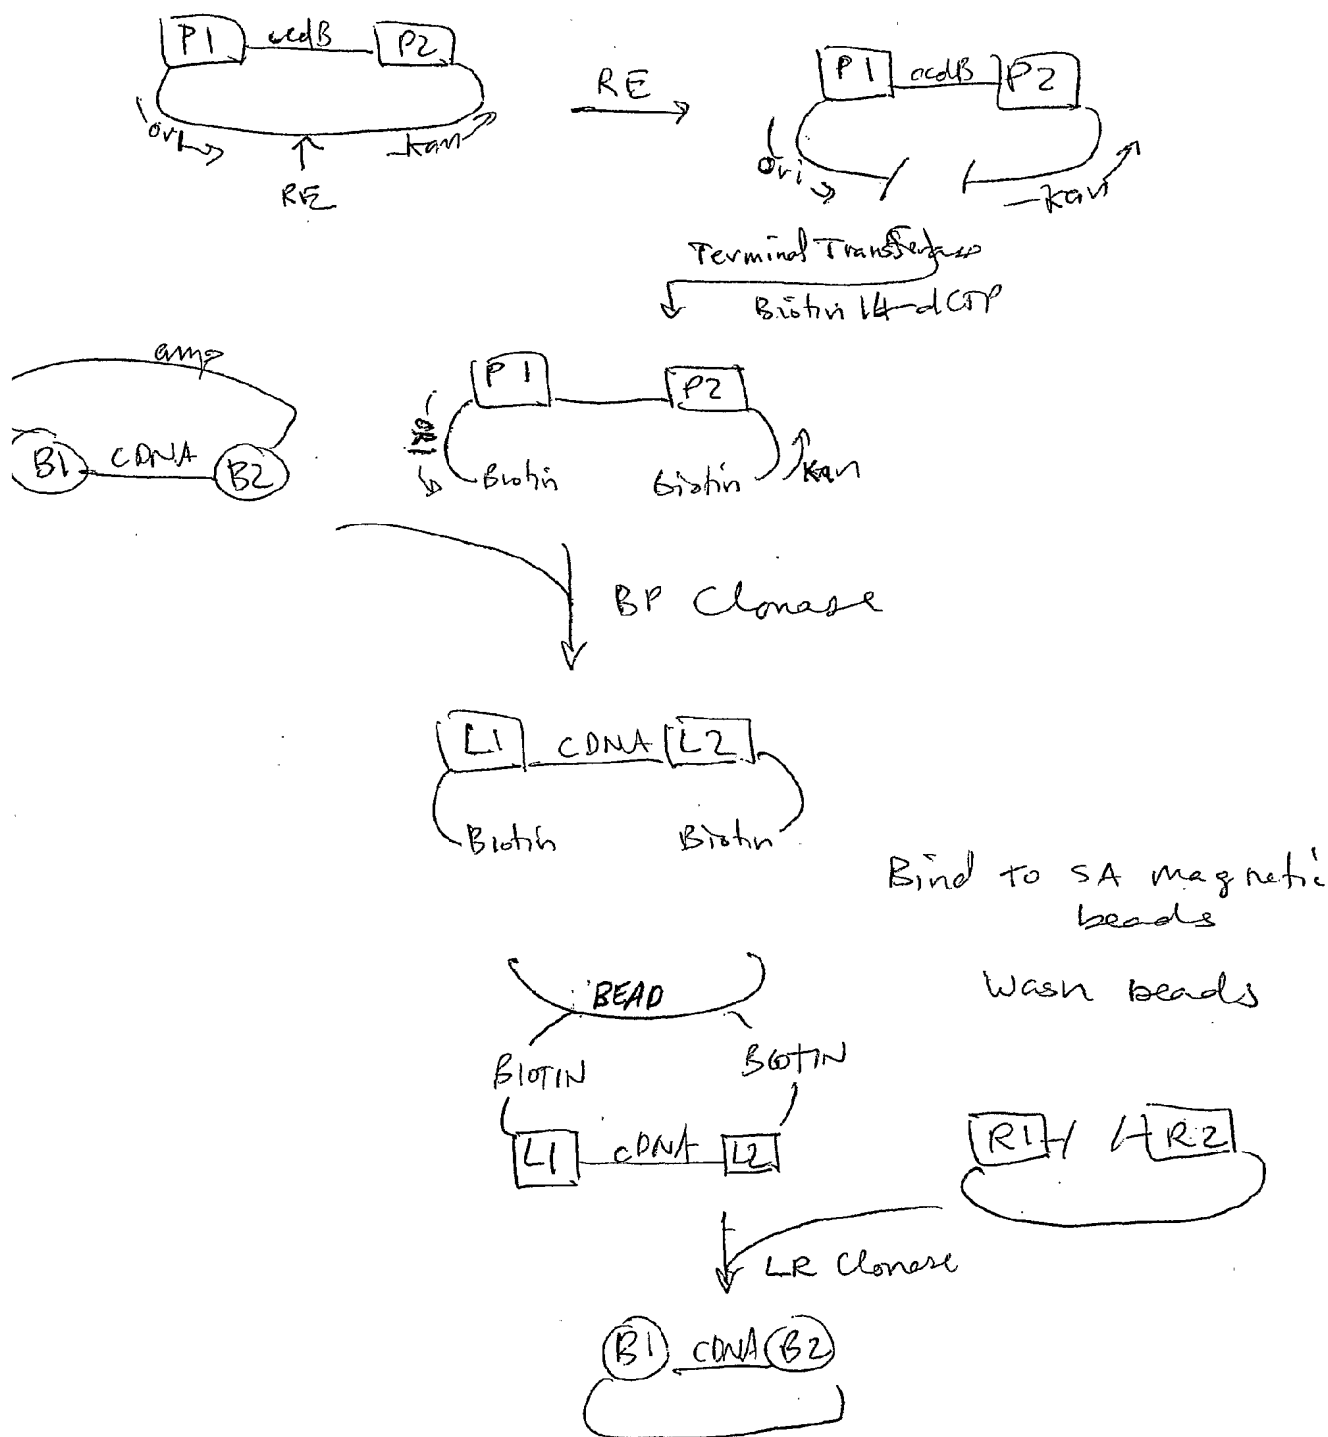 P1 ccdB P2
ori
RE
Kan
RE
P1 ccdB P2
Ori
Kan
Terminal Transferase
Biotin 14-dCTP
amp
B1 CDNA B2
P1 P2
ORI
Biotin Biotin
Kan
BP Clonase
L1 CDNA L2
Biotin Biotin
Bind to SA magnetic
beads
Wash beads
BEAD
BIOTIN BIOTIN
L1 cDNA L2
R1 R2
LR Clonase
B1 CDNA B2